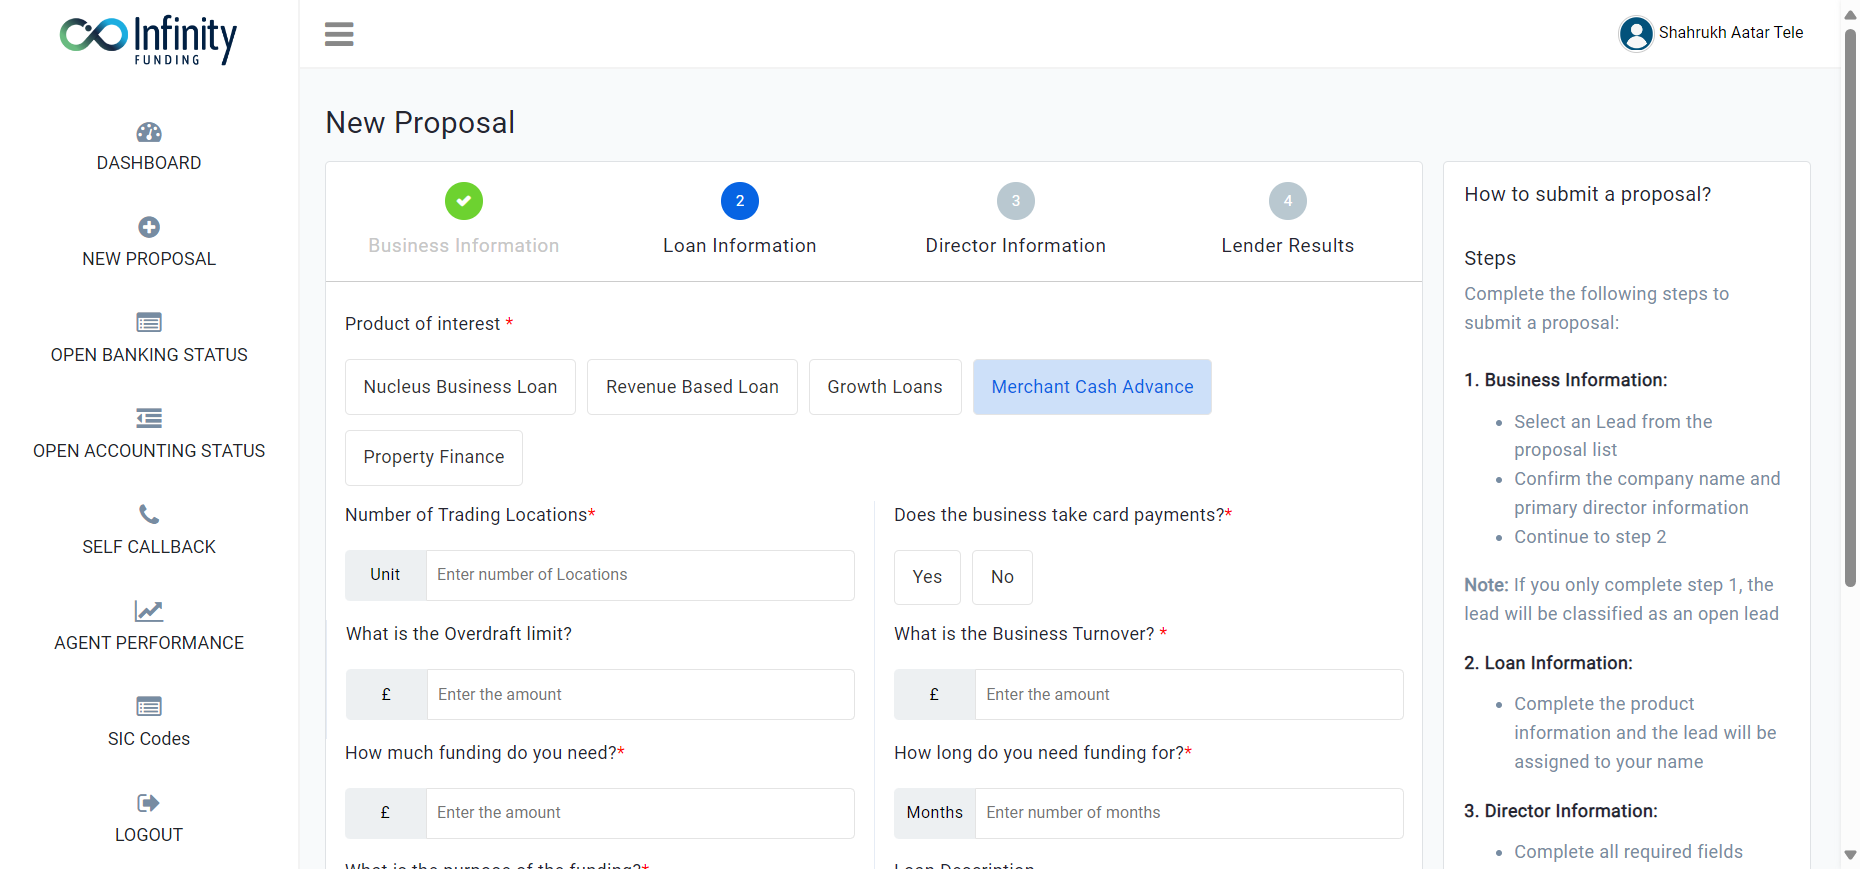 Infinity
FUNDING
Shahrukh Aatar Tele
DASHBOARD
NEW PROPOSAL
OPEN BANKING STATUS
OPEN ACCOUNTING STATUS
SELF CALLBACK
AGENT PERFORMANCE
SIC Codes
LOGOUT
New Proposal
2
3
4
Business Information
Loan Information
Director Information
Lender Results
Product of interest *
Nucleus Business Loan
Revenue Based Loan
Growth Loans
Merchant Cash Advance
Property Finance
Number of Trading Locations*
Does the business take card payments?*
Unit
Enter number of Locations
Yes
No
What is the Overdraft limit?
What is the Business Turnover? *
£
Enter the amount
£
Enter the amount
How much funding do you need?*
How long do you need funding for?*
£
Enter the amount
Months
Enter number of months
What is the purpose of the funding?*
Loan Description
How to submit a proposal?
Steps
Complete the following steps to
submit a proposal:
1. Business Information:
• Select an Lead from the
proposal list
• Confirm the company name and
primary director information
• Continue to step 2
Note: If you only complete step 1, the
lead will be classified as an open lead
2. Loan Information:
• Complete the product
information and the lead will be
assigned to your name
3. Director Information:
• Complete all required fields